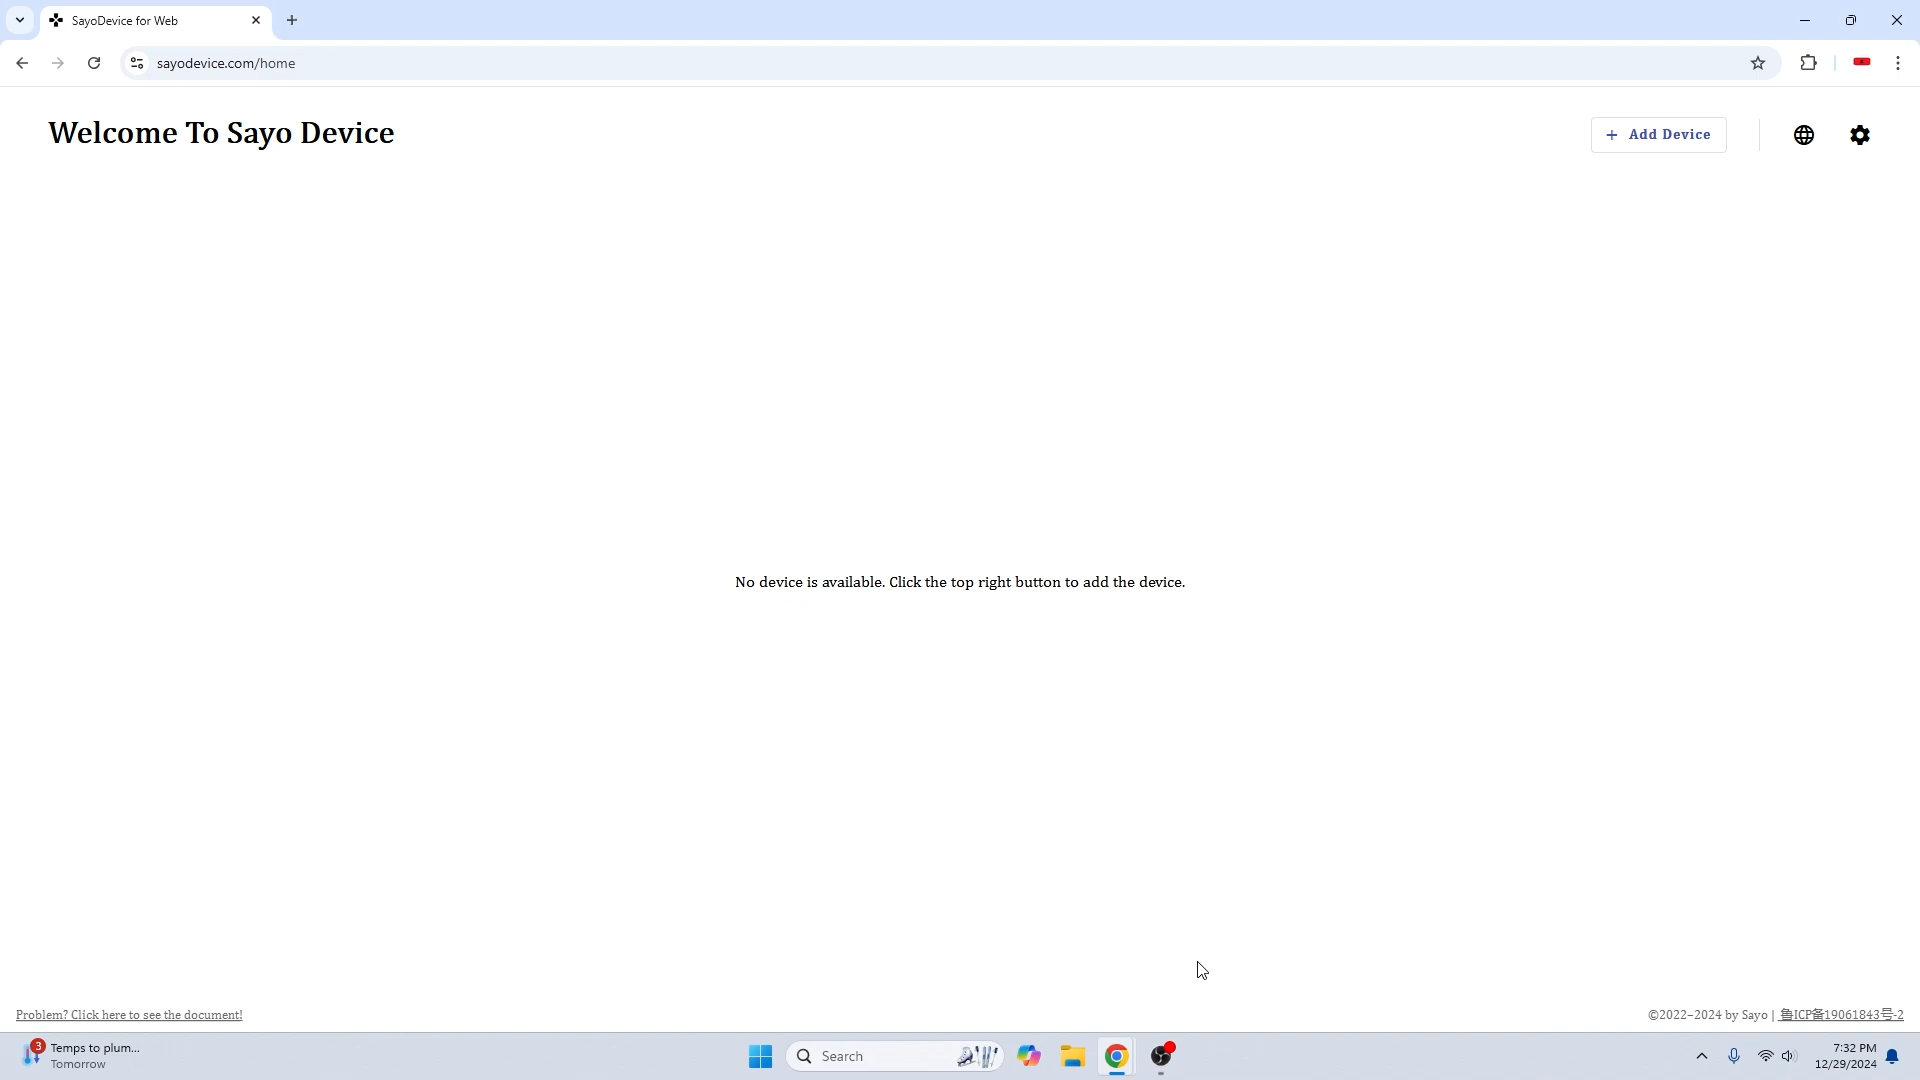 SayoDevice for Web
sayodevice.com/home
Welcome To Sayo Device
+ Add Device
No device is available. Click the top right button to add the device.
Problem? Click here to see the document!
©2022-2024 by Sayo | 鲁ICP备19061843号-2
3
Temps to plum...
Tomorrow
Search
7:32 PM
12/29/2024